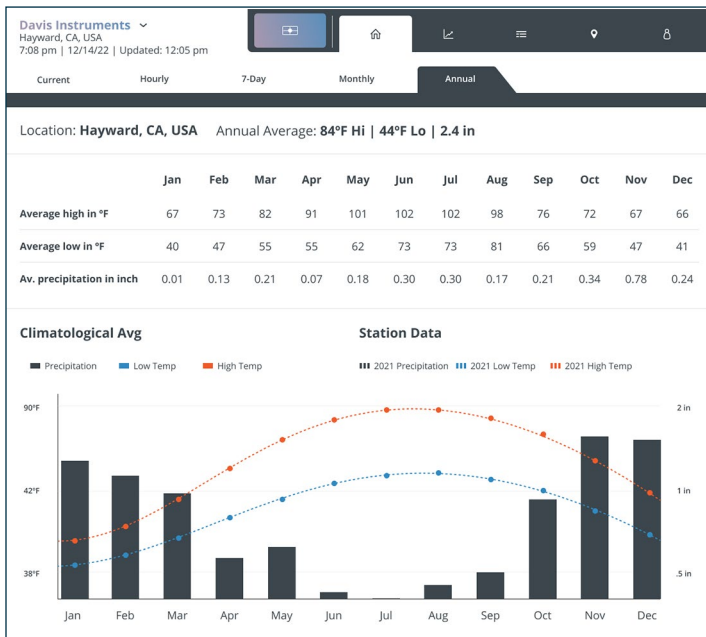 Davis Instruments
Hayward, CA, USA
7:08 pm | 12/14/22 | Updated: 12:05 pm
Current Hourly 7-Day Monthly Annual
Location: Hayward, CA, USA Annual Average: 84°F Hi | 44°F Lo | 2.4 in
Jan Feb Mar Apr May Jun Jul Aug Sep Oct Nov Dec
Average high in °F 67 73 82 91 101 102 102 98 76 72 67 66
Average low in °F 40 47 55 55 62 73 73 81 66 59 47 41
Av. precipitation in inch 0.01 0.13 0.21 0.07 0.18 0.30 0.30 0.17 0.21 0.34 0.78 0.24
Climatological Avg Station Data
Precipitation Low Temp High Temp 2021 Precipitation 2021 Low Temp 2021 High Temp
90°F 2 in
42°F 1 in
38°F .5 in
Jan Feb Mar Apr May Jun Jul Aug Sep Oct Nov Dec